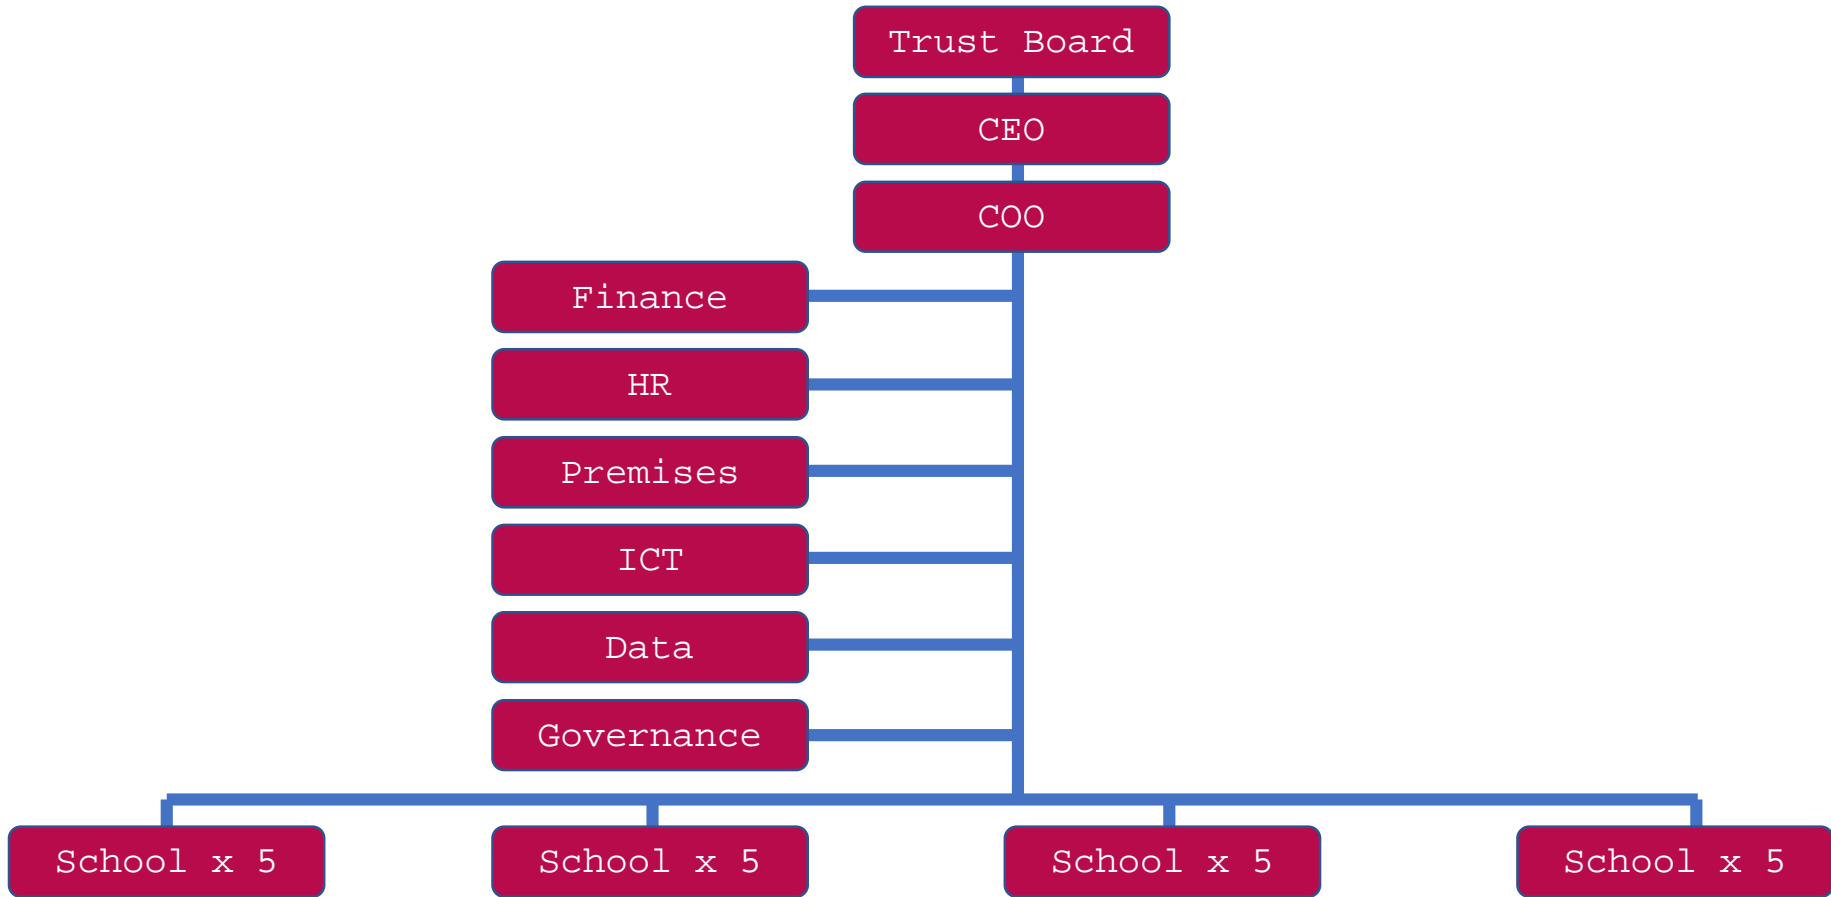 Trust Board
CEO
COO
Finance
HR
Premises
ICT
Data
Governance
School x 5
School x 5
School x 5
School x 5